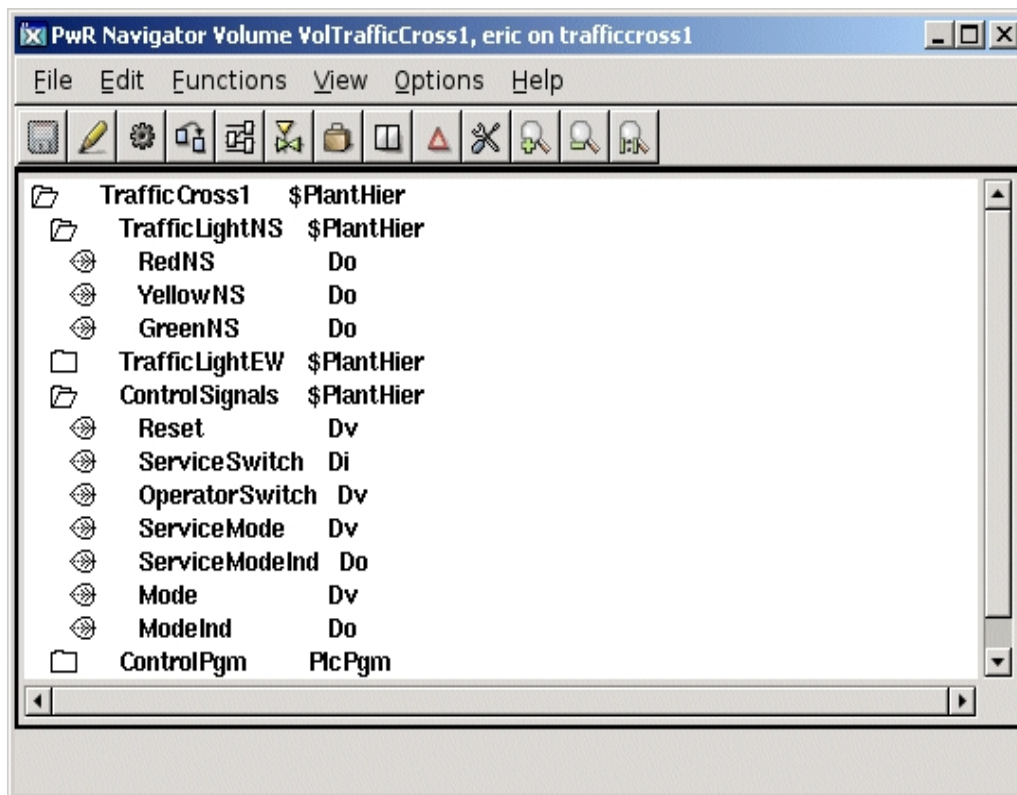 PwR Navigator Volume VolTrafficCross1, eric on trafficcross1
File Edit Functions View Options Help
TrafficCross1 $PlantHier
TrafficLightNS $PlantHier
RedNS Do
YellowNS Do
GreenNS Do
TrafficLightEW $PlantHier
ControlSignals $PlantHier
Reset Dv
ServiceSwitch Di
OperatorSwitch Dv
ServiceMode Dv
ServiceModeInd Do
Mode Dv
ModeInd Do
ControlPgm PlcPgm